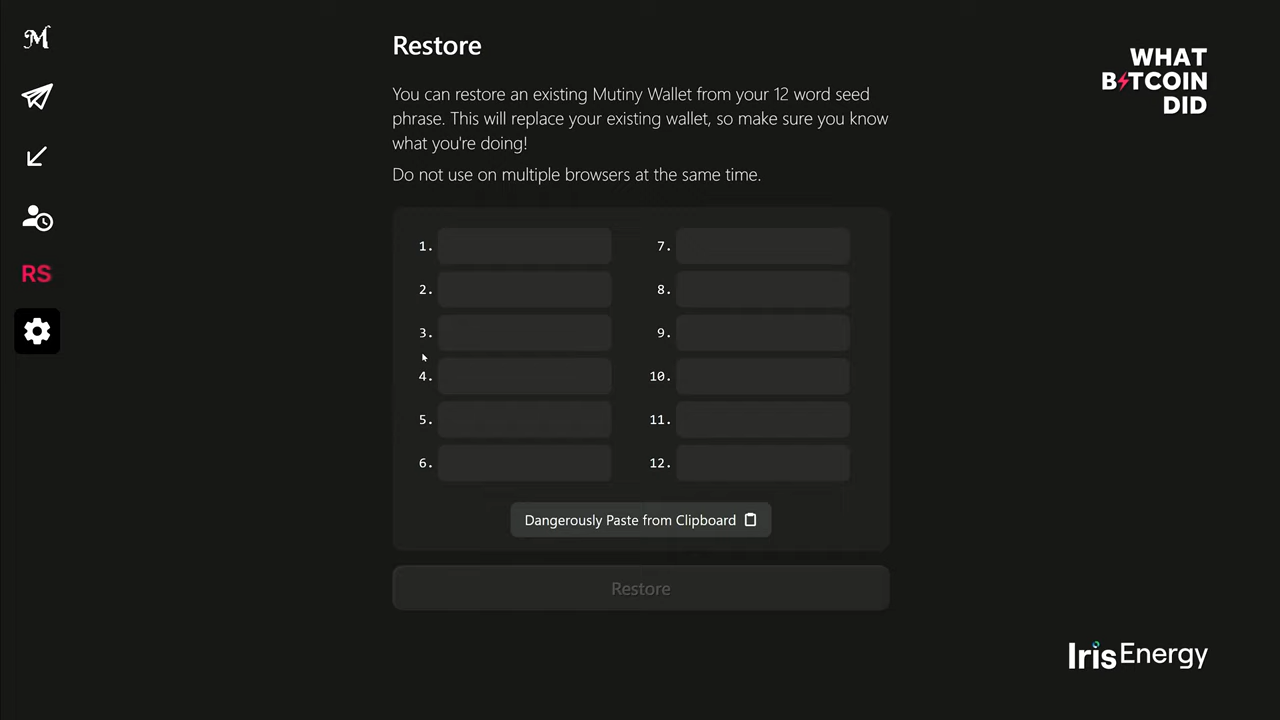 M
Restore
WHAT
BTCOIN
DID
You can restore an existing Mutiny Wallet from your 12 word seed
phrase. This will replace your existing wallet, so make sure you know
what you're doing!
Do not use on multiple browsers at the same time.
RS
1.
2.
3.
4.
5.
6.
7.
8.
9.
10.
11.
12.
Dangerously Paste from Clipboard
Restore
IrisEnergy